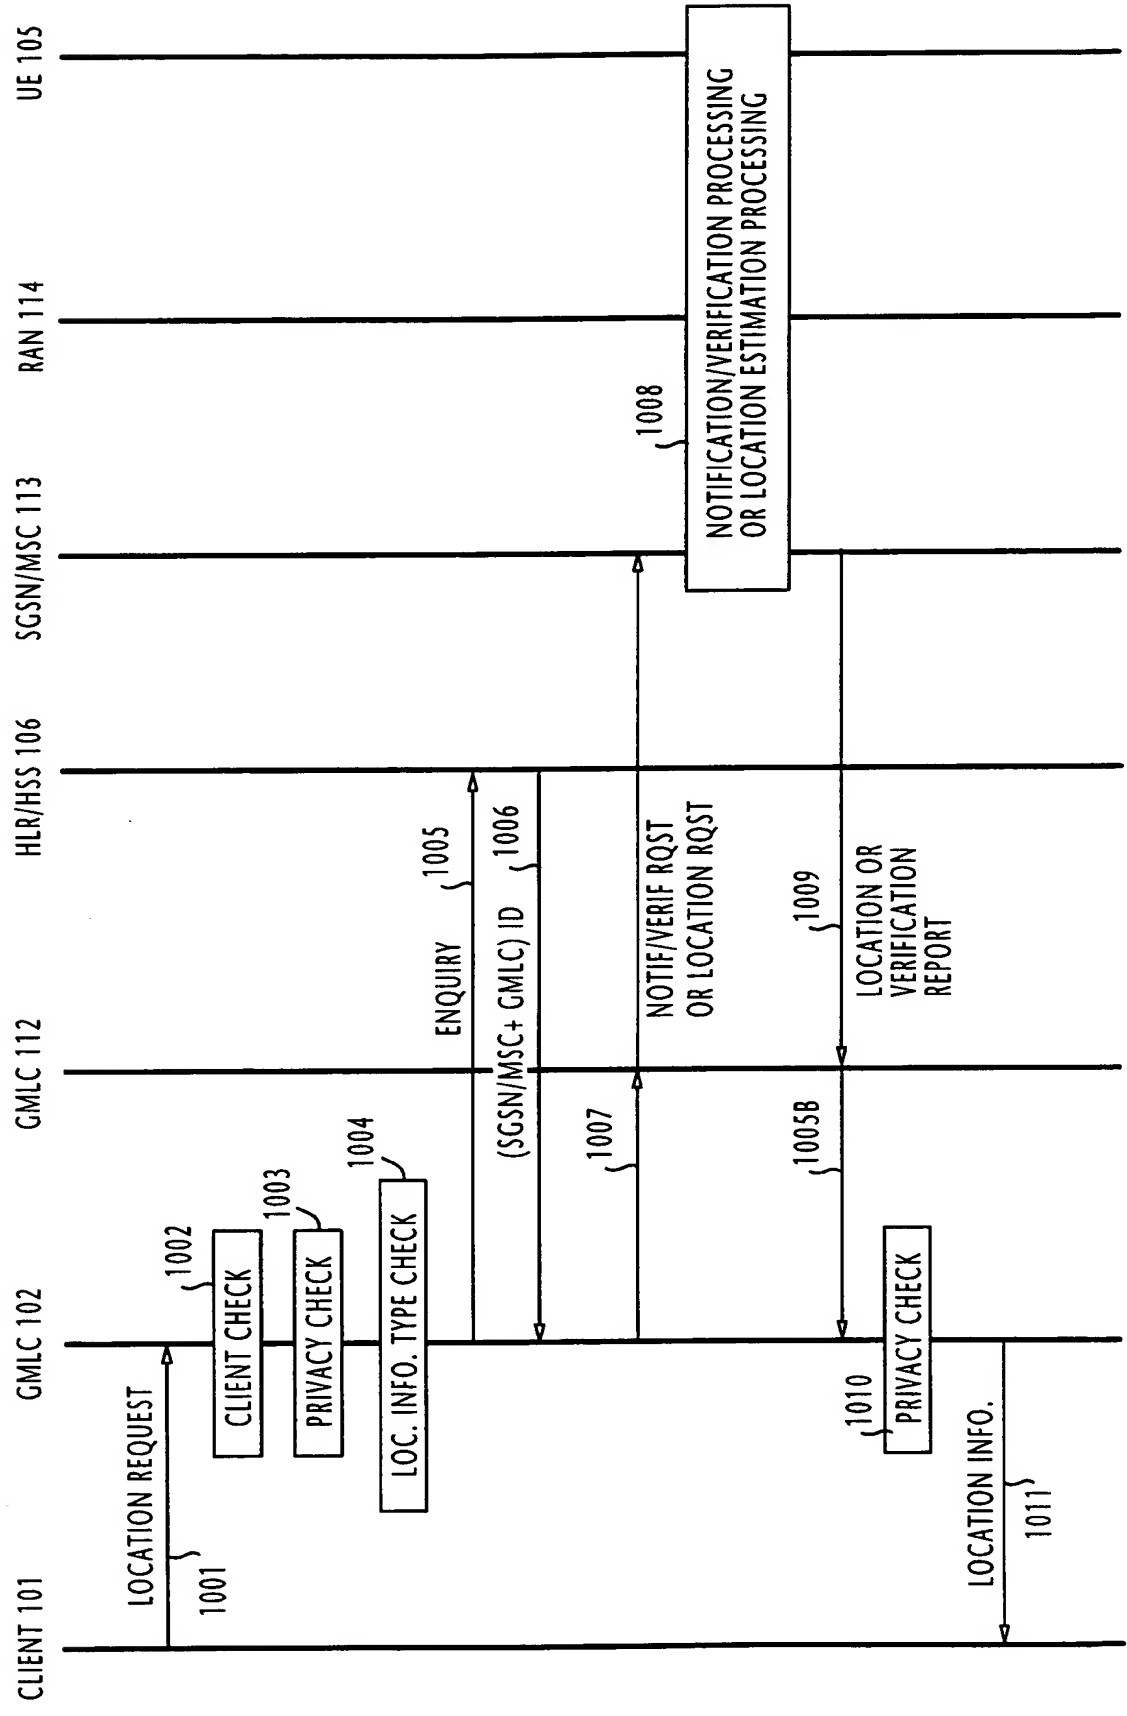 CLIENT 101
GMLC 102
GMLC 112
HLR/HSS 106
SGSN/MSC 113
RAN 114
UE 105
LOCATION REQUEST
1001
CLIENT CHECK
1002
PRIVACY CHECK
1003
LOC. INFO. TYPE CHECK
1004
ENQUIRY
1005
(SGSN/MSC+ GMLC) ID
1006
1007
NOTIF/VERIF RQST
OR LOCATION RQST
1008
NOTIFICATION/VERIFICATION PROCESSING
OR LOCATION ESTIMATION PROCESSING
1009
LOCATION OR
VERIFICATION
REPORT
1005B
1010
PRIVACY CHECK
LOCATION INFO.
1011